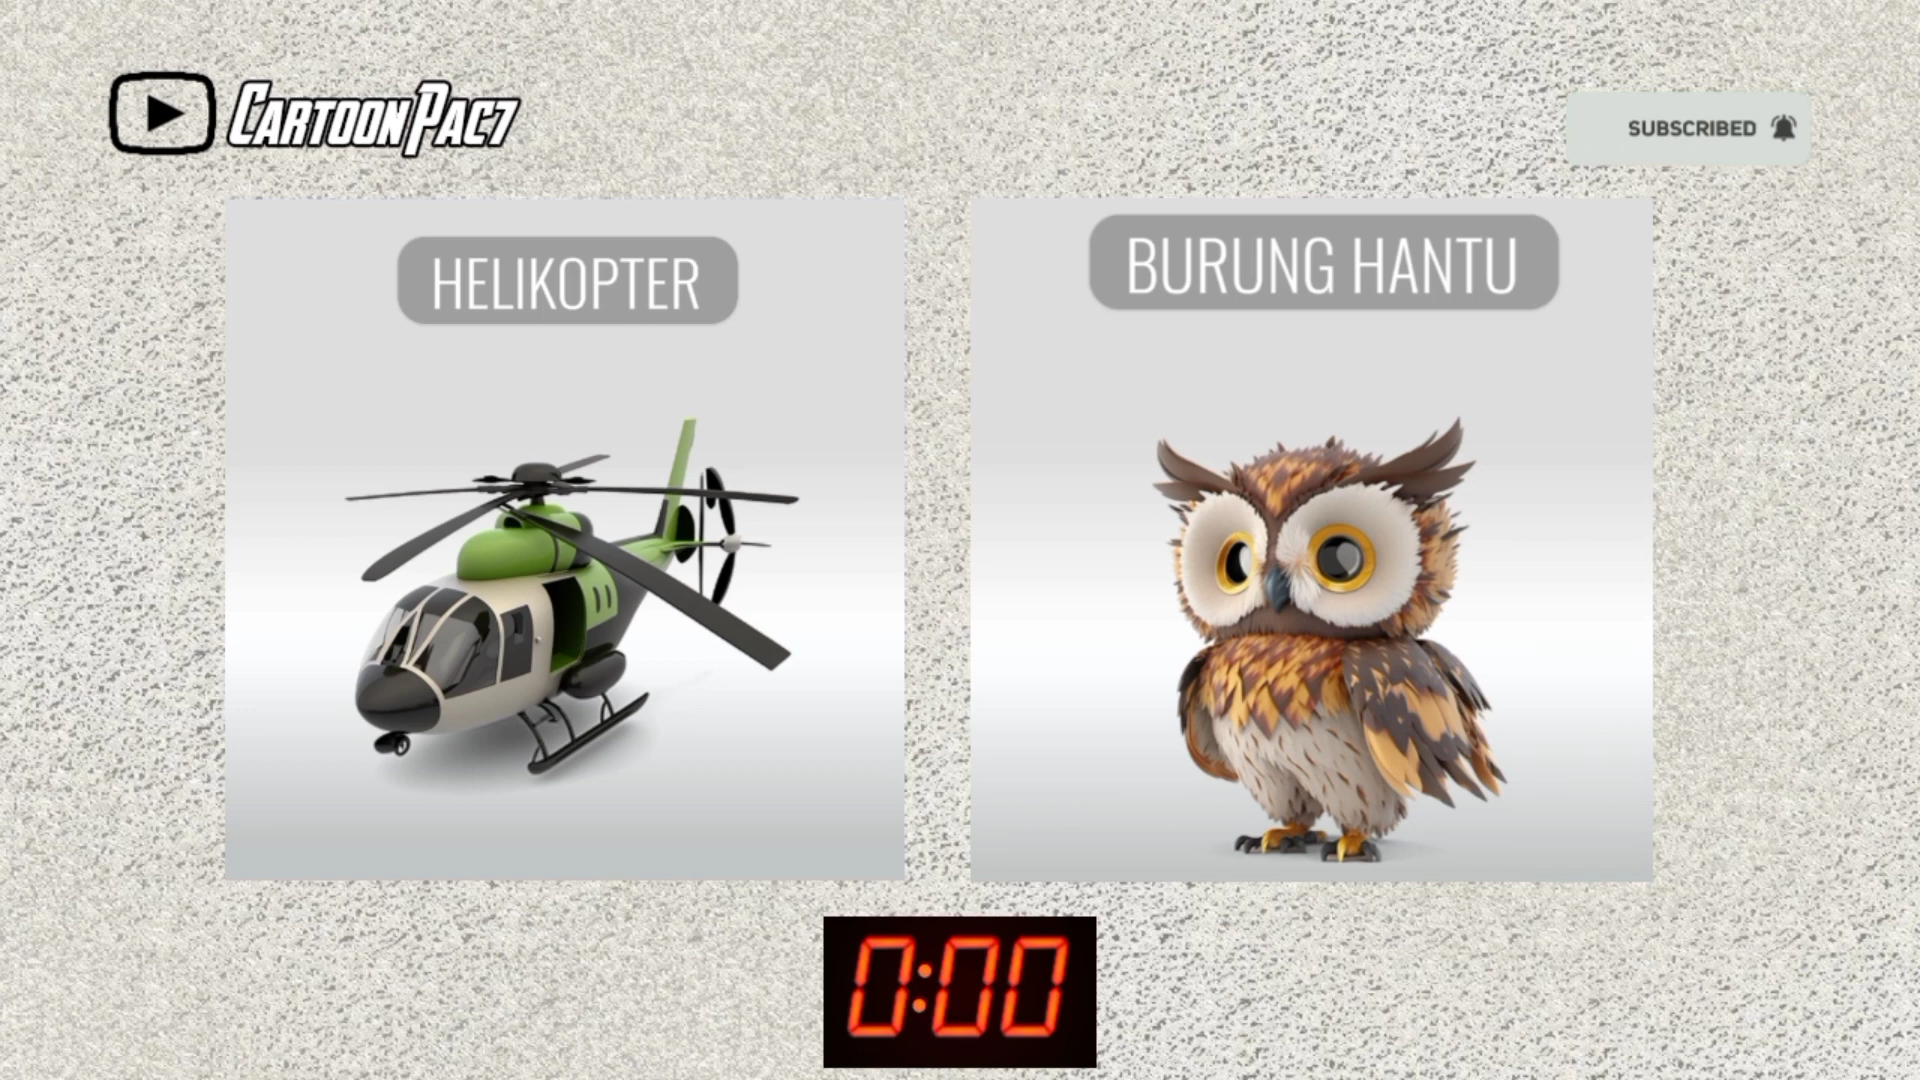 CARTOONPAC7
SUBSCRIBED
HELIKOPTER
BURUNG HANTU
0:00